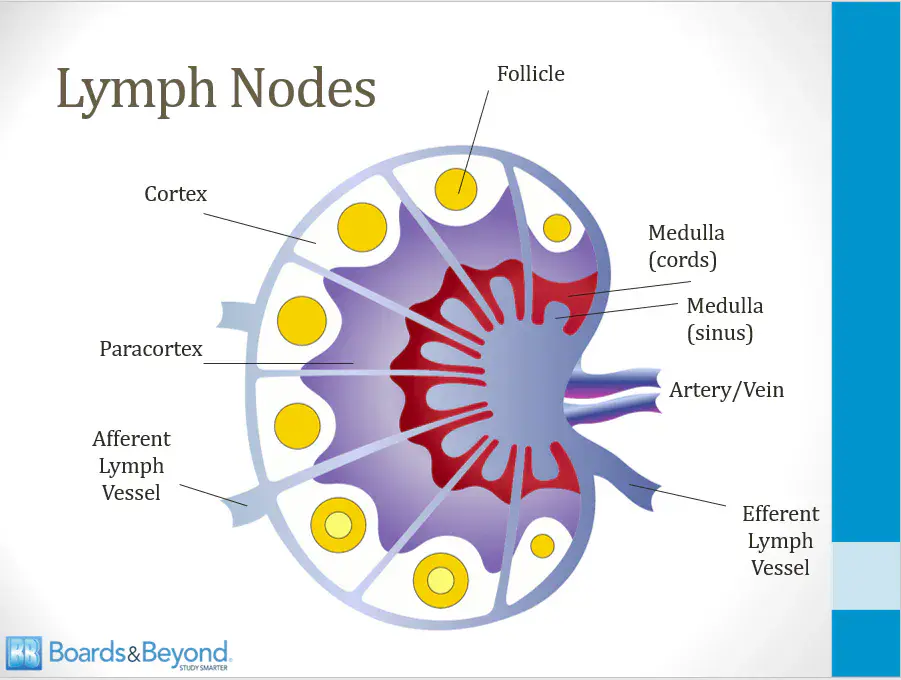 Lymph Nodes
Follicle
Cortex
Medulla
(cords)
Medulla
(sinus)
Paracortex
Artery/Vein
Afferent
Lymph
Vessel
Efferent
Lymph
Vessel
BB Boards&Beyond®
STUDY SMARTER